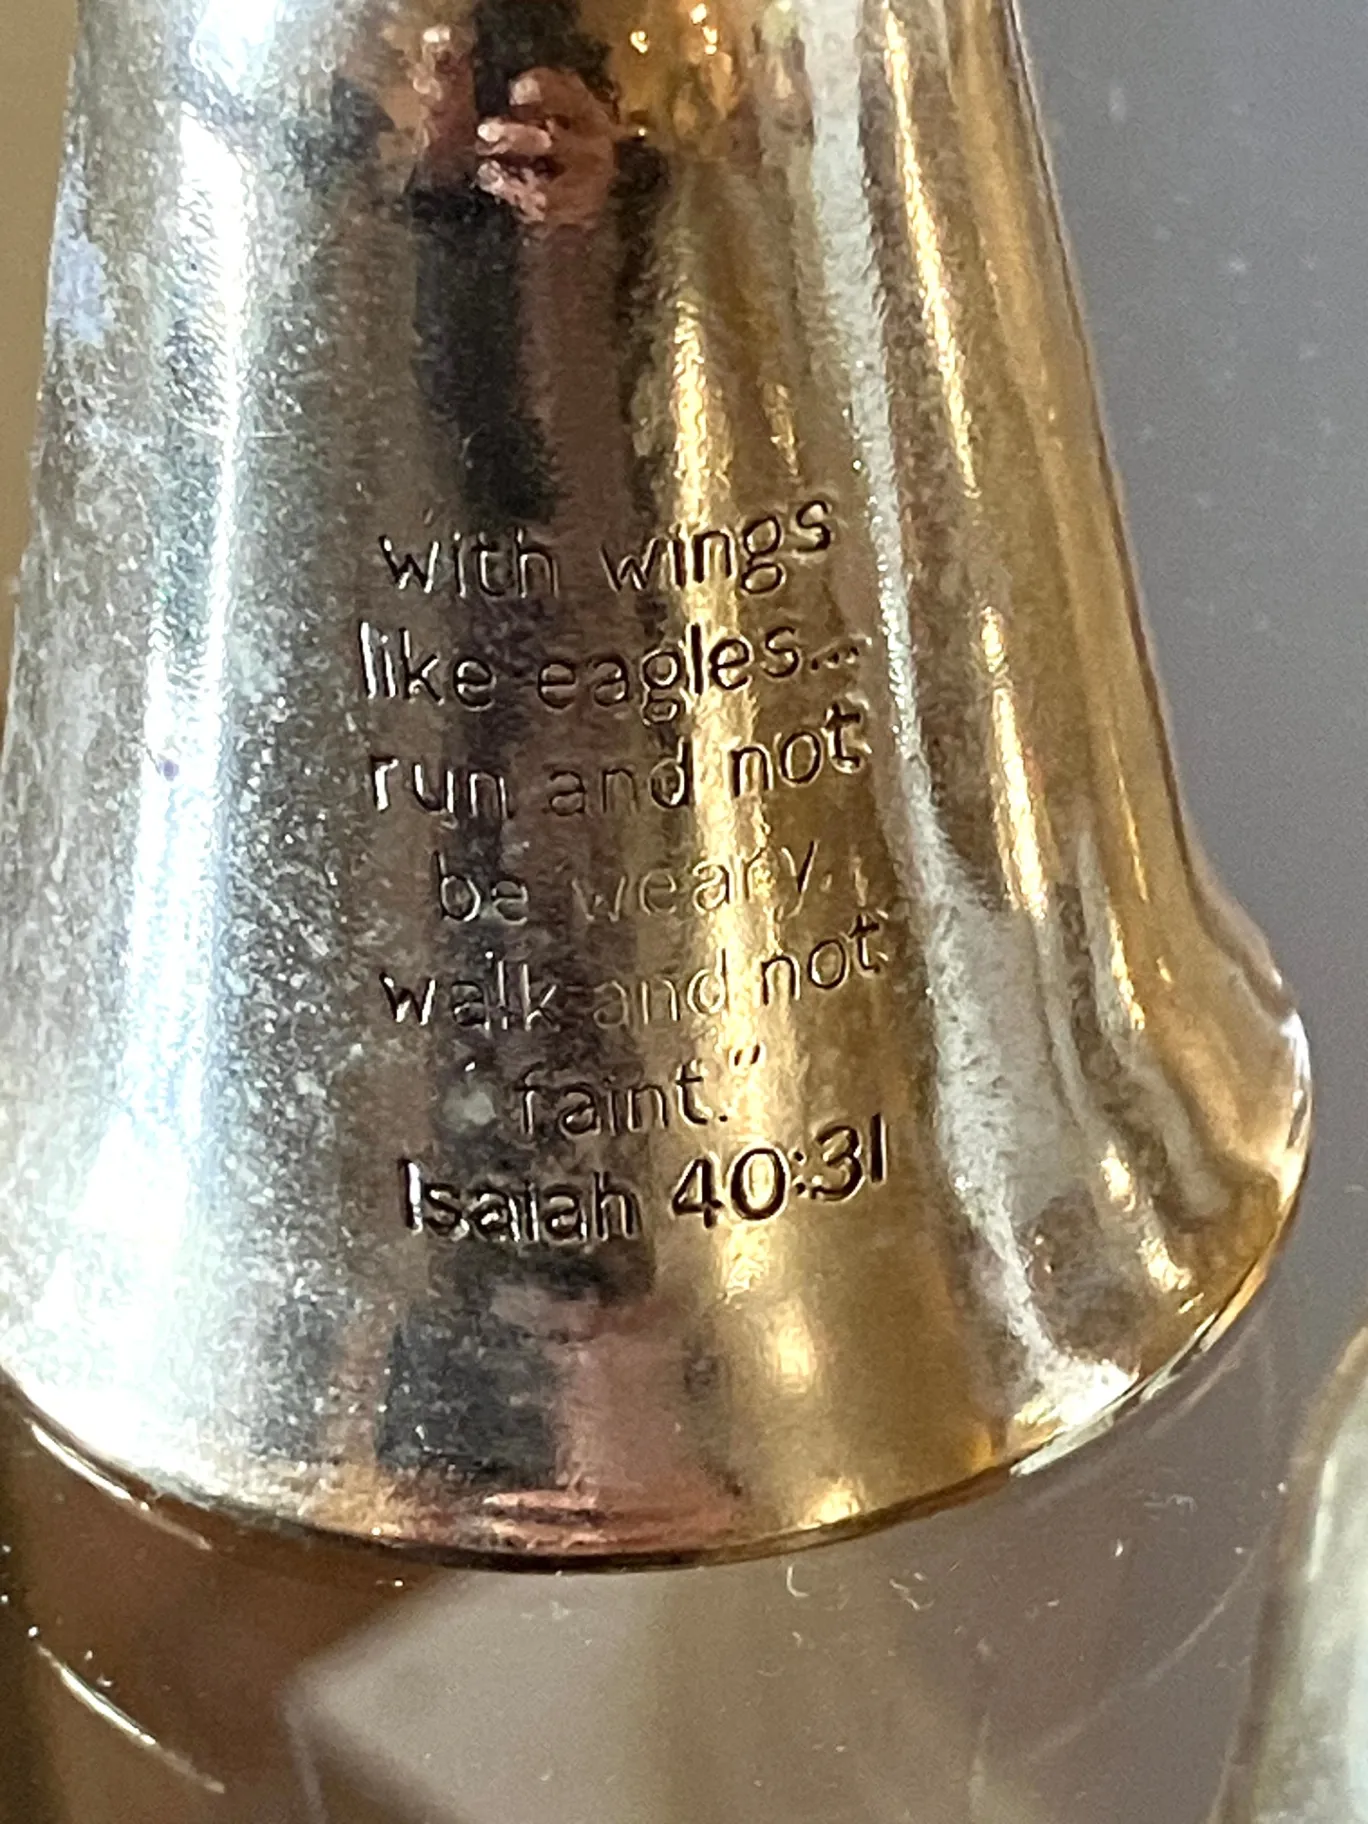 with wings
like eagles...
run and not
be weary,
walk and not
faint."
Isaiah 40:31